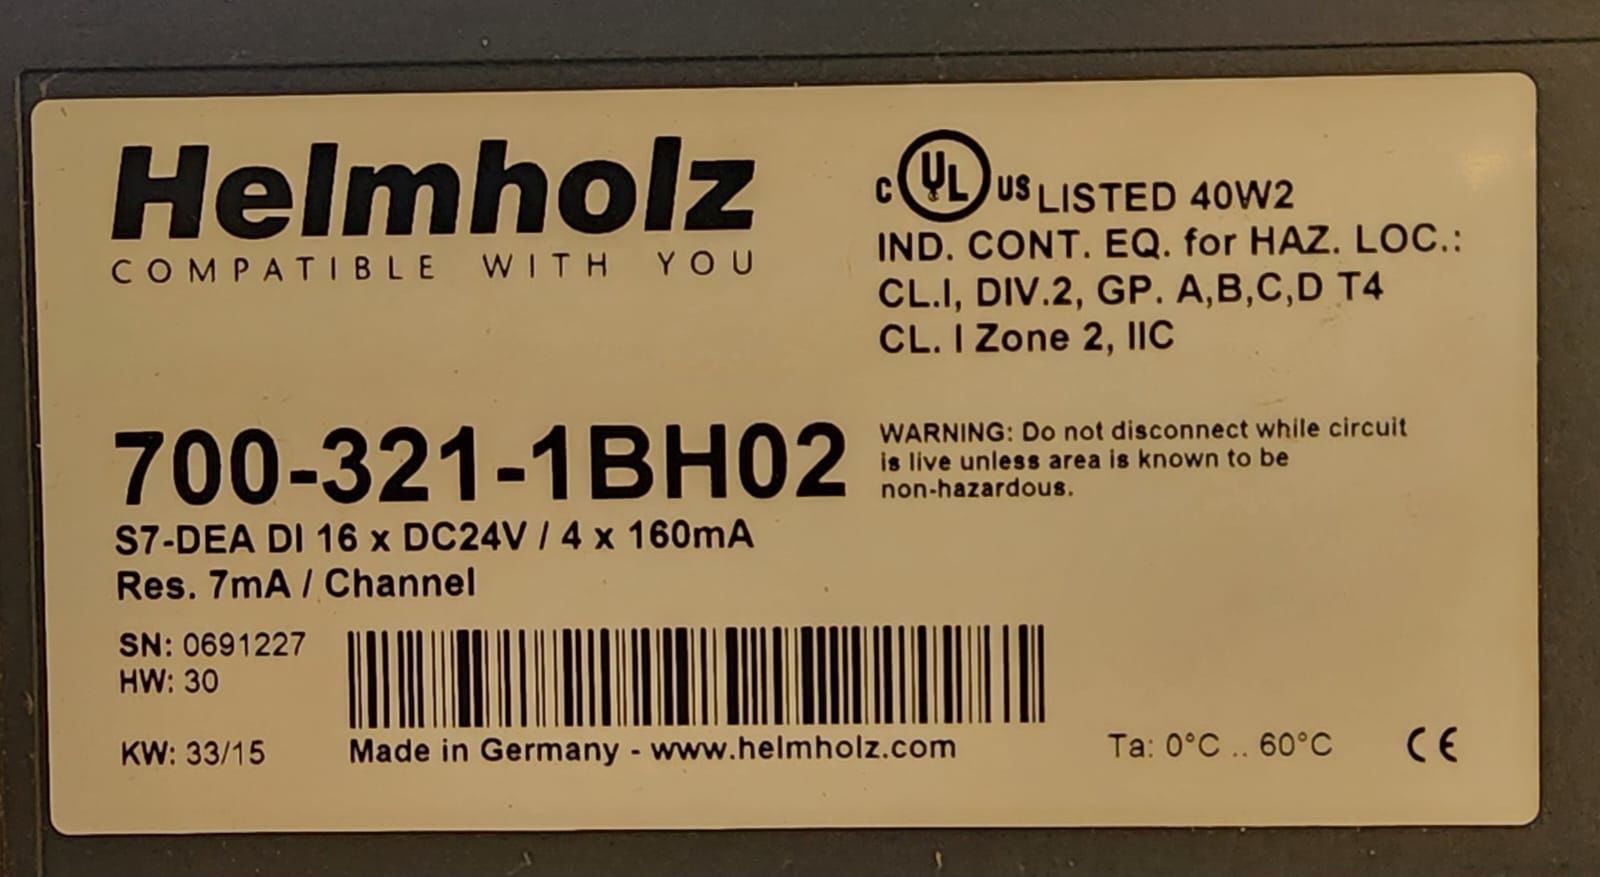 Helmholz
COMPATIBLE WITH YOU
C UL US LISTED 40W2
IND. CONT. EQ. for HAZ. LOC.:
CL.I, DIV.2, GP. A,B,C,D T4
CL. I Zone 2, IIC
700-321-1BH02
S7-DEA DI 16 x DC24V / 4 x 160mA
Res. 7mA / Channel
WARNING: Do not disconnect while circuit
is live unless area is known to be
non-hazardous.
SN: 0691227
HW: 30
KW: 33/15
Made in Germany - www.helmholz.com
Ta: 0°C .. 60°C
CE